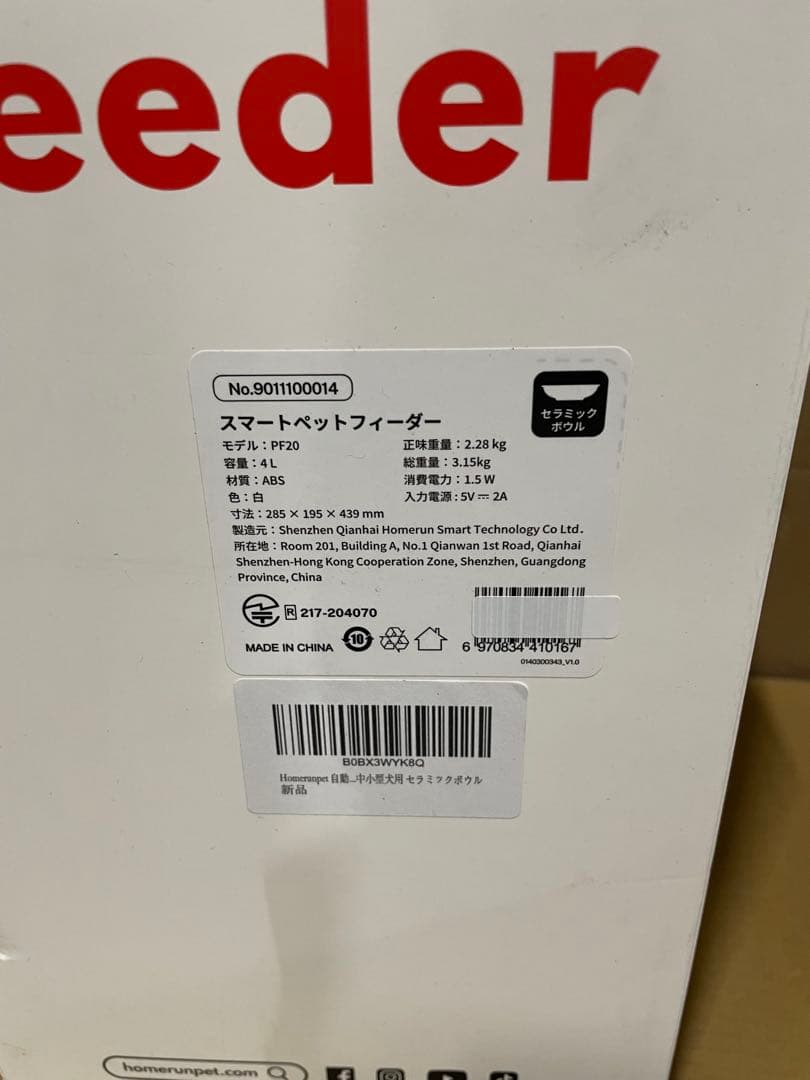 eeder
No.9011100014
セラミック
ボウル
スマートペットフィーダー
モデル：PF20
正味重量：2.28 kg
容量：4 L
総重量：3.15kg
材質：ABS
消費電力：1.5 W
色：白
入力電源：5V ⎓ 2A
寸法：285 × 195 × 439 mm
製造元：Shenzhen Qianhai Homerun Smart Technology Co Ltd.
所在地：Room 201, Building A, No.1 Qianwan 1st Road, Qianhai
Shenzhen-Hong Kong Cooperation Zone, Shenzhen, Guangdong
Province, China
R 217-204070
MADE IN CHINA
10
6 970834 410167
0140300343_V1.0
B0BX3WYK8Q
Homerunpet 自動...中小型犬用 セラミックボウル
新品
homerunpet.com